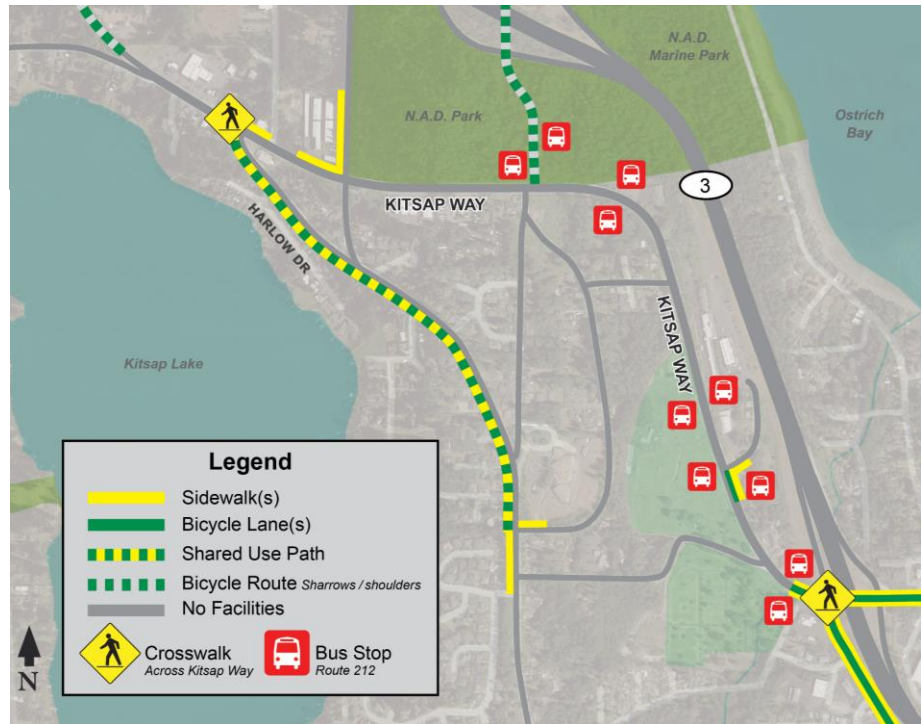 N.A.D.
Marine Park
N.A.D. Park
Ostrich
Bay
3
KITSAP WAY
HARLOW DR
KITSAP WAY
Kitsap Lake
Legend
Sidewalk(s)
Bicycle Lane(s)
Shared Use Path
Bicycle Route Sharrows / shoulders
No Facilities
Crosswalk
Across Kitsap Way
Bus Stop
Route 212
N